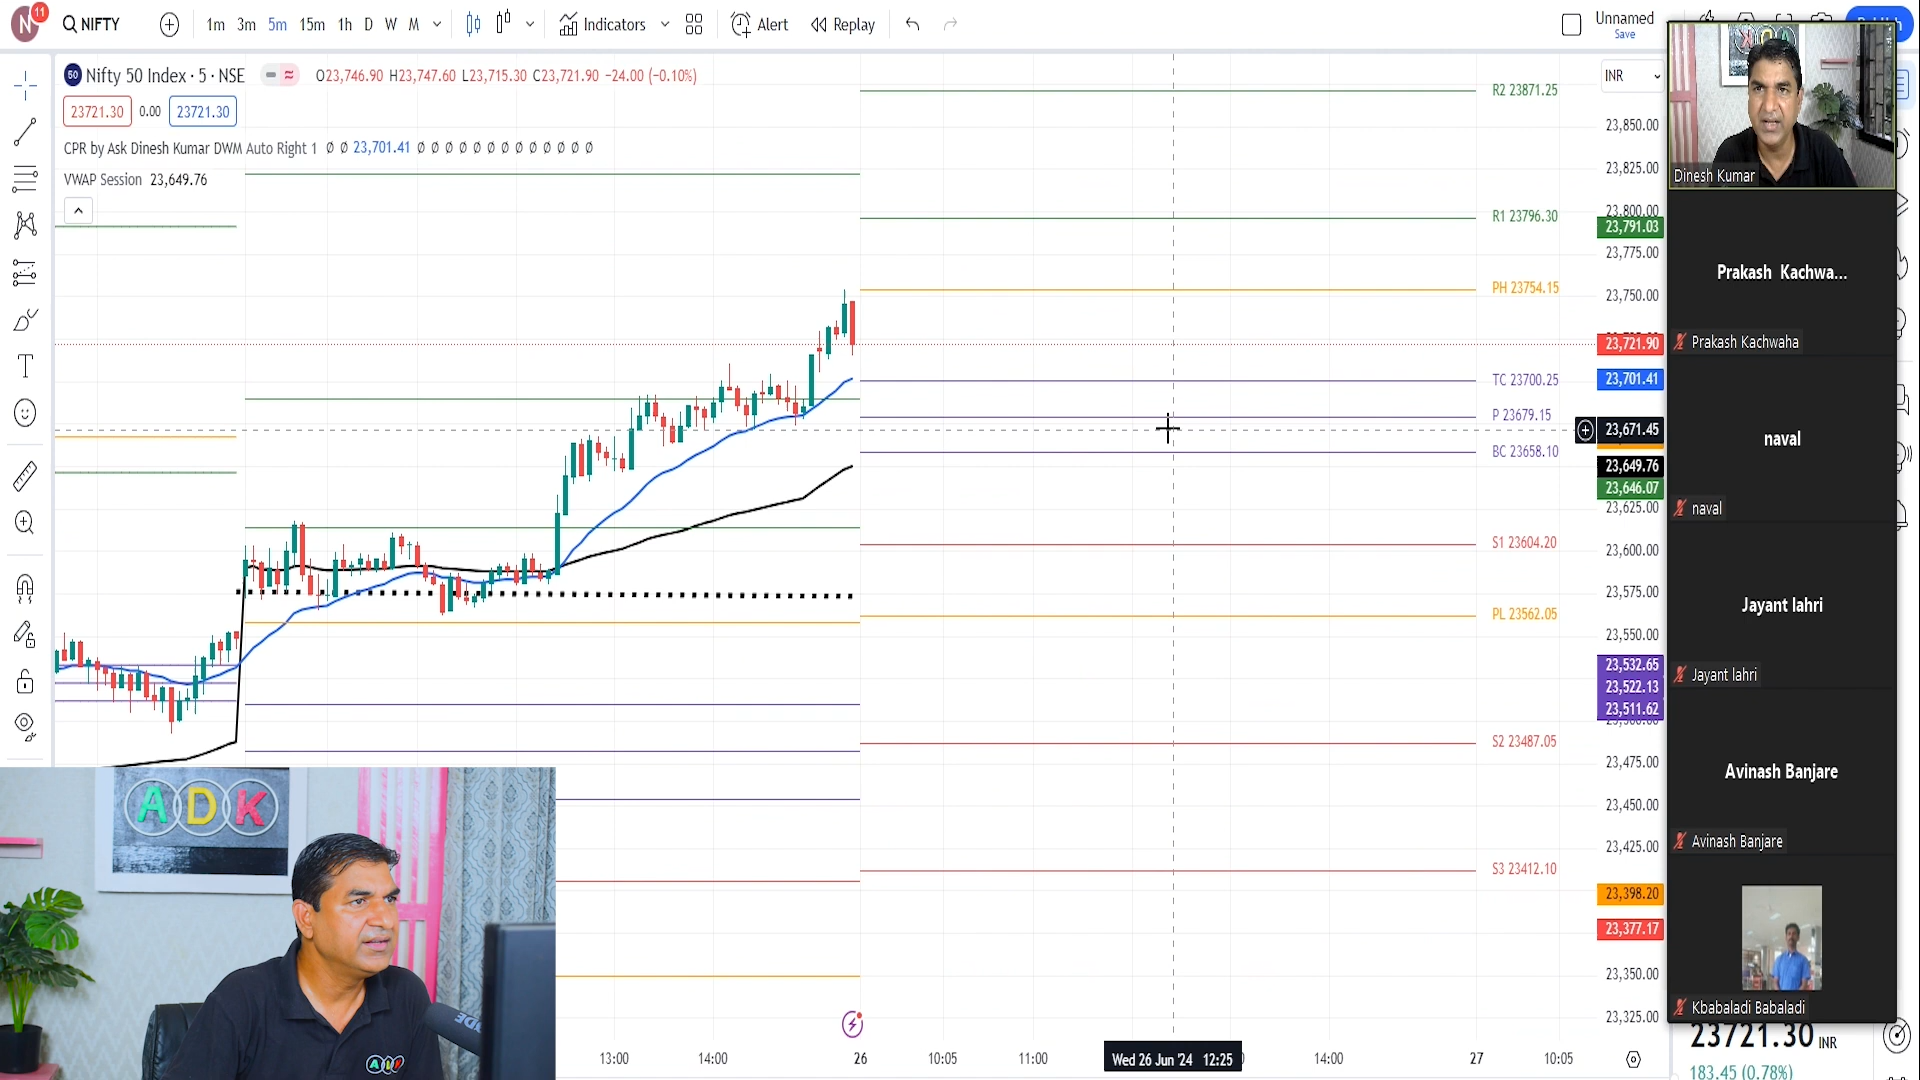 N
11
NIFTY
1m 3m 5m 15m 1h D W M
Indicators
Alert
Replay
Unnamed
Save
50 Nifty 50 Index · 5 · NSE
O23,746.90 H23,747.60 L23,715.30 C23,721.90 −24.00 (−0.10%)
23721.30 0.00 23721.30
CPR by Ask Dinesh Kumar DWM Auto Right 1 ∅ ∅ 23,701.41 ∅ ∅ ∅ ∅ ∅ ∅ ∅ ∅ ∅ ∅ ∅ ∅ ∅
VWAP Session 23,649.76
INR
R2 23871.25
R1 23796.30
PH 23754.15
TC 23700.25
P 23679.15
BC 23658.10
S1 23604.20
PL 23562.05
S2 23487.05
S3 23412.10
23,850.00
23,825.00
23,800.00
23,791.03
23,775.00
23,750.00
23,721.90
23,701.41
23,671.45
23,649.76
23,646.07
23,625.00
23,600.00
23,575.00
23,550.00
23,532.65
23,522.13
23,511.62
23,475.00
23,450.00
23,425.00
23,398.20
23,377.17
23,350.00
23,325.00
13:00 14:00 26 10:05 11:00 Wed 26 Jun '24 12:25 14:00 27 10:05
ADK
ADK
ADK
Dinesh Kumar
Prakash Kachwa...
Prakash Kachwaha
naval
naval
Jayant lahri
Jayant lahri
Avinash Banjare
Avinash Banjare
Kbabaladi Babaladi
23721.30 INR
183.45 (0.78%)